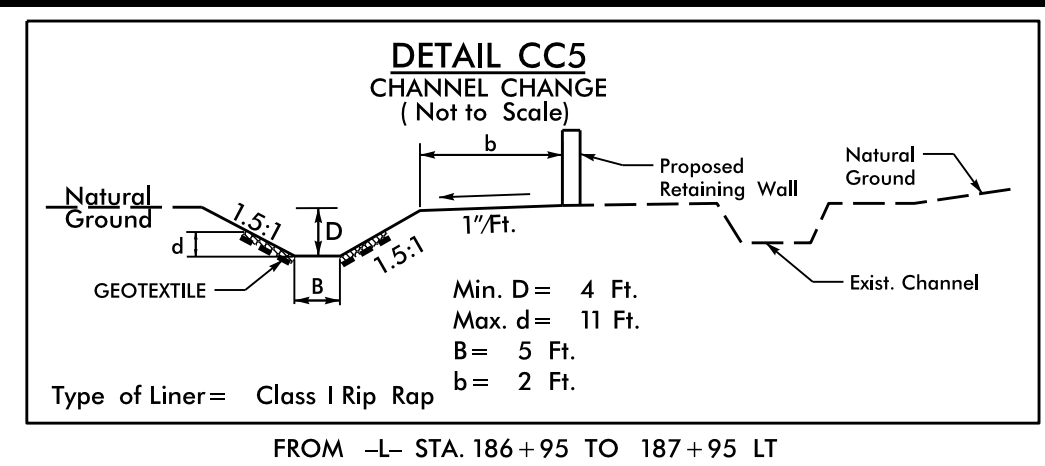 DETAIL CC5
CHANNEL CHANGE
( Not to Scale)
b
Proposed
Retaining Wall
Natural
Ground
Natural
Ground
1.5:1
D
1"/Ft.
d
1.5:1
GEOTEXTILE
B
Exist. Channel
Min. D = 4 Ft.
Max. d = 11 Ft.
B = 5 Ft.
b = 2 Ft.
Type of Liner = Class I Rip Rap
FROM -L- STA. 186+95 TO 187+95 LT